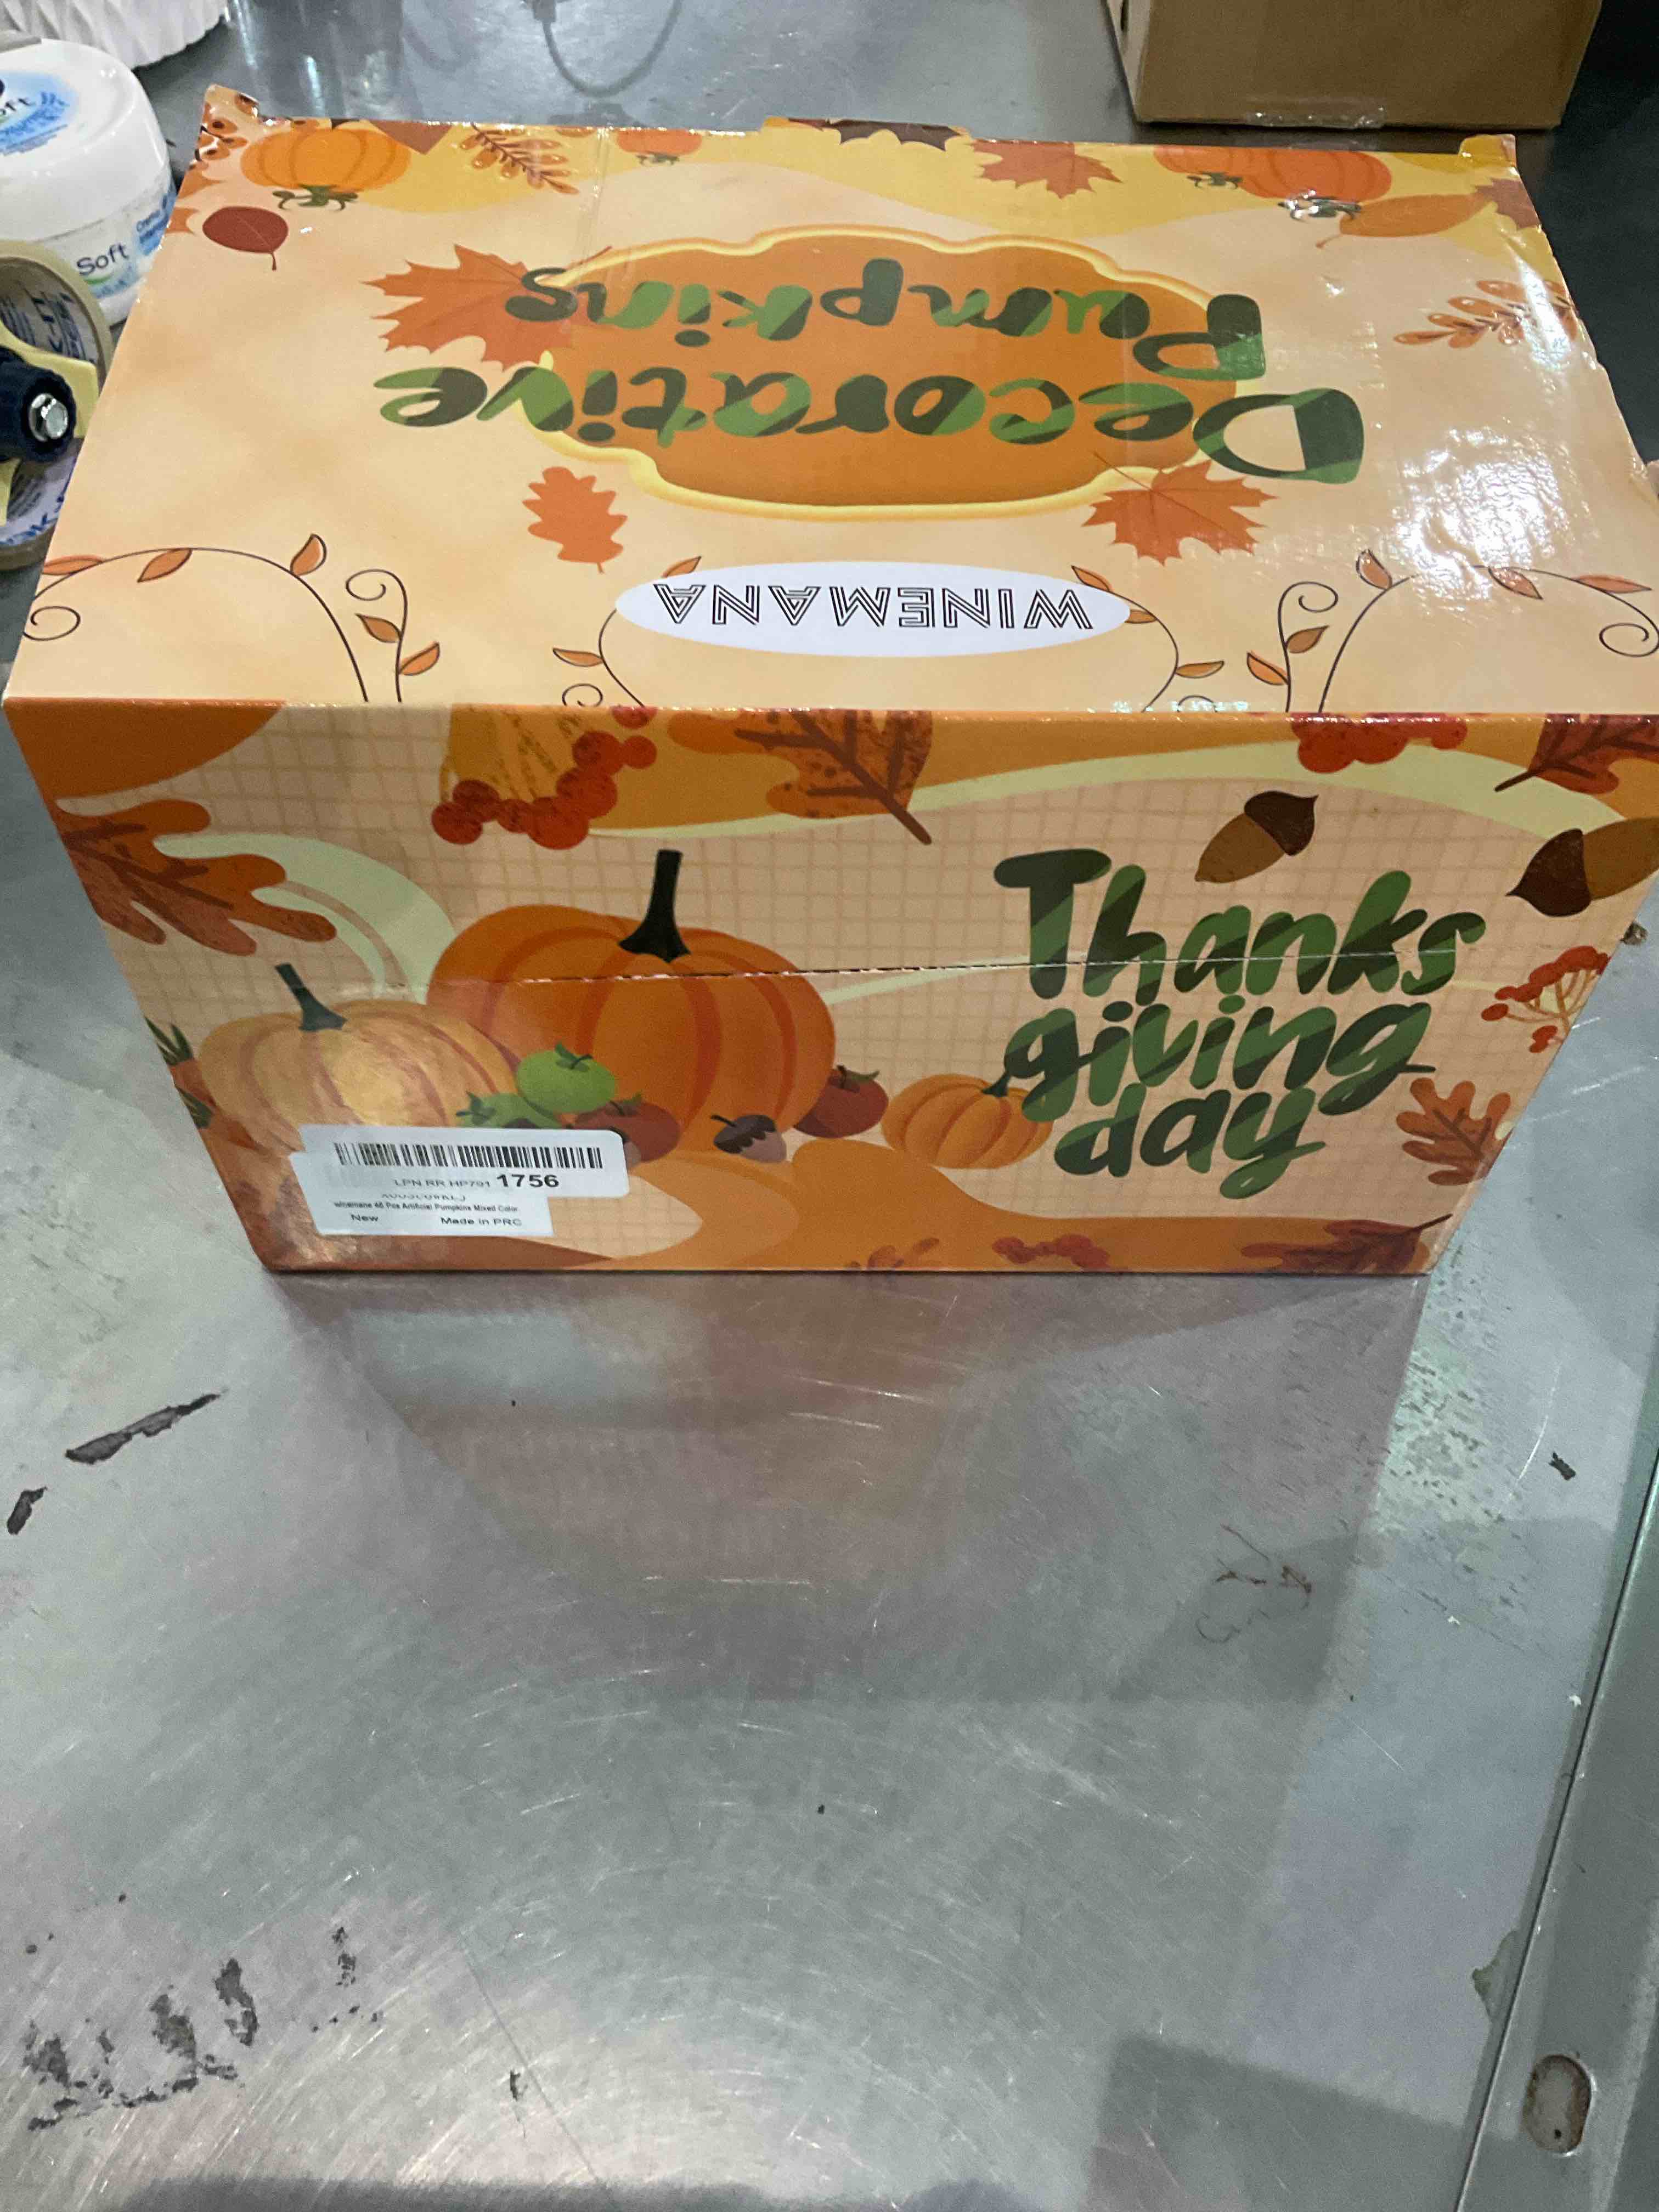 Decorative
Pumpkins
WINEMANA
Thanks
giving
day
LPN RR HP791 1756
winemana 48 Pcs Artificial Pumpkins Mixed Color
New Made in PRC
Soft